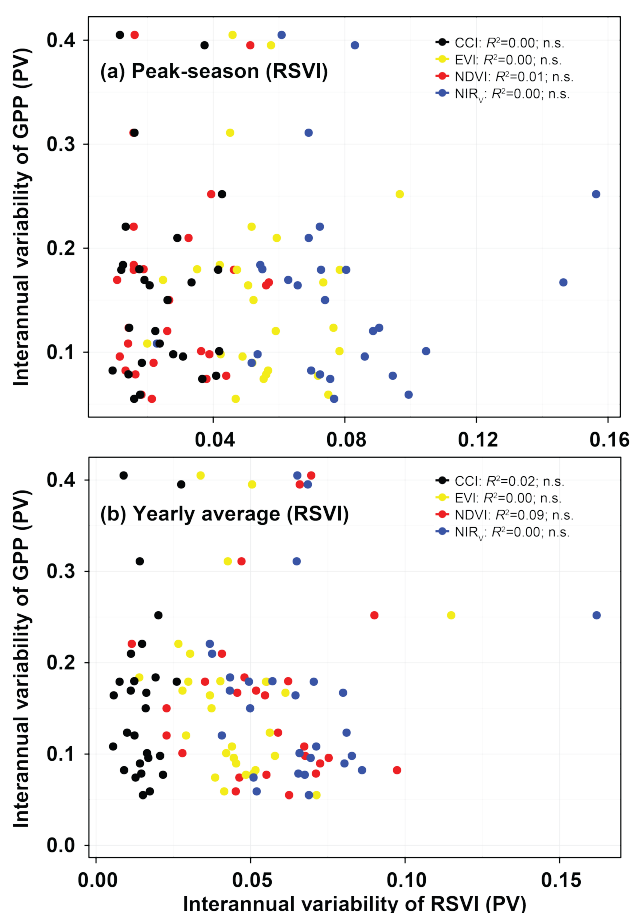 Interannual variability of GPP (PV)
0.4
0.3
0.2
0.1
(a) Peak-season (RSVI)
CCI: R²=0.00; n.s.
EVI: R²=0.00; n.s.
NDVI: R²=0.01; n.s.
NIRᵥ: R²=0.00; n.s.
0.04 0.08 0.12 0.16
Interannual variability of GPP (PV)
0.4
0.3
0.2
0.1
0.0
(b) Yearly average (RSVI)
CCI: R²=0.02; n.s.
EVI: R²=0.00; n.s.
NDVI: R²=0.09; n.s.
NIRᵥ: R²=0.00; n.s.
0.00 0.05 0.10 0.15
Interannual variability of RSVI (PV)